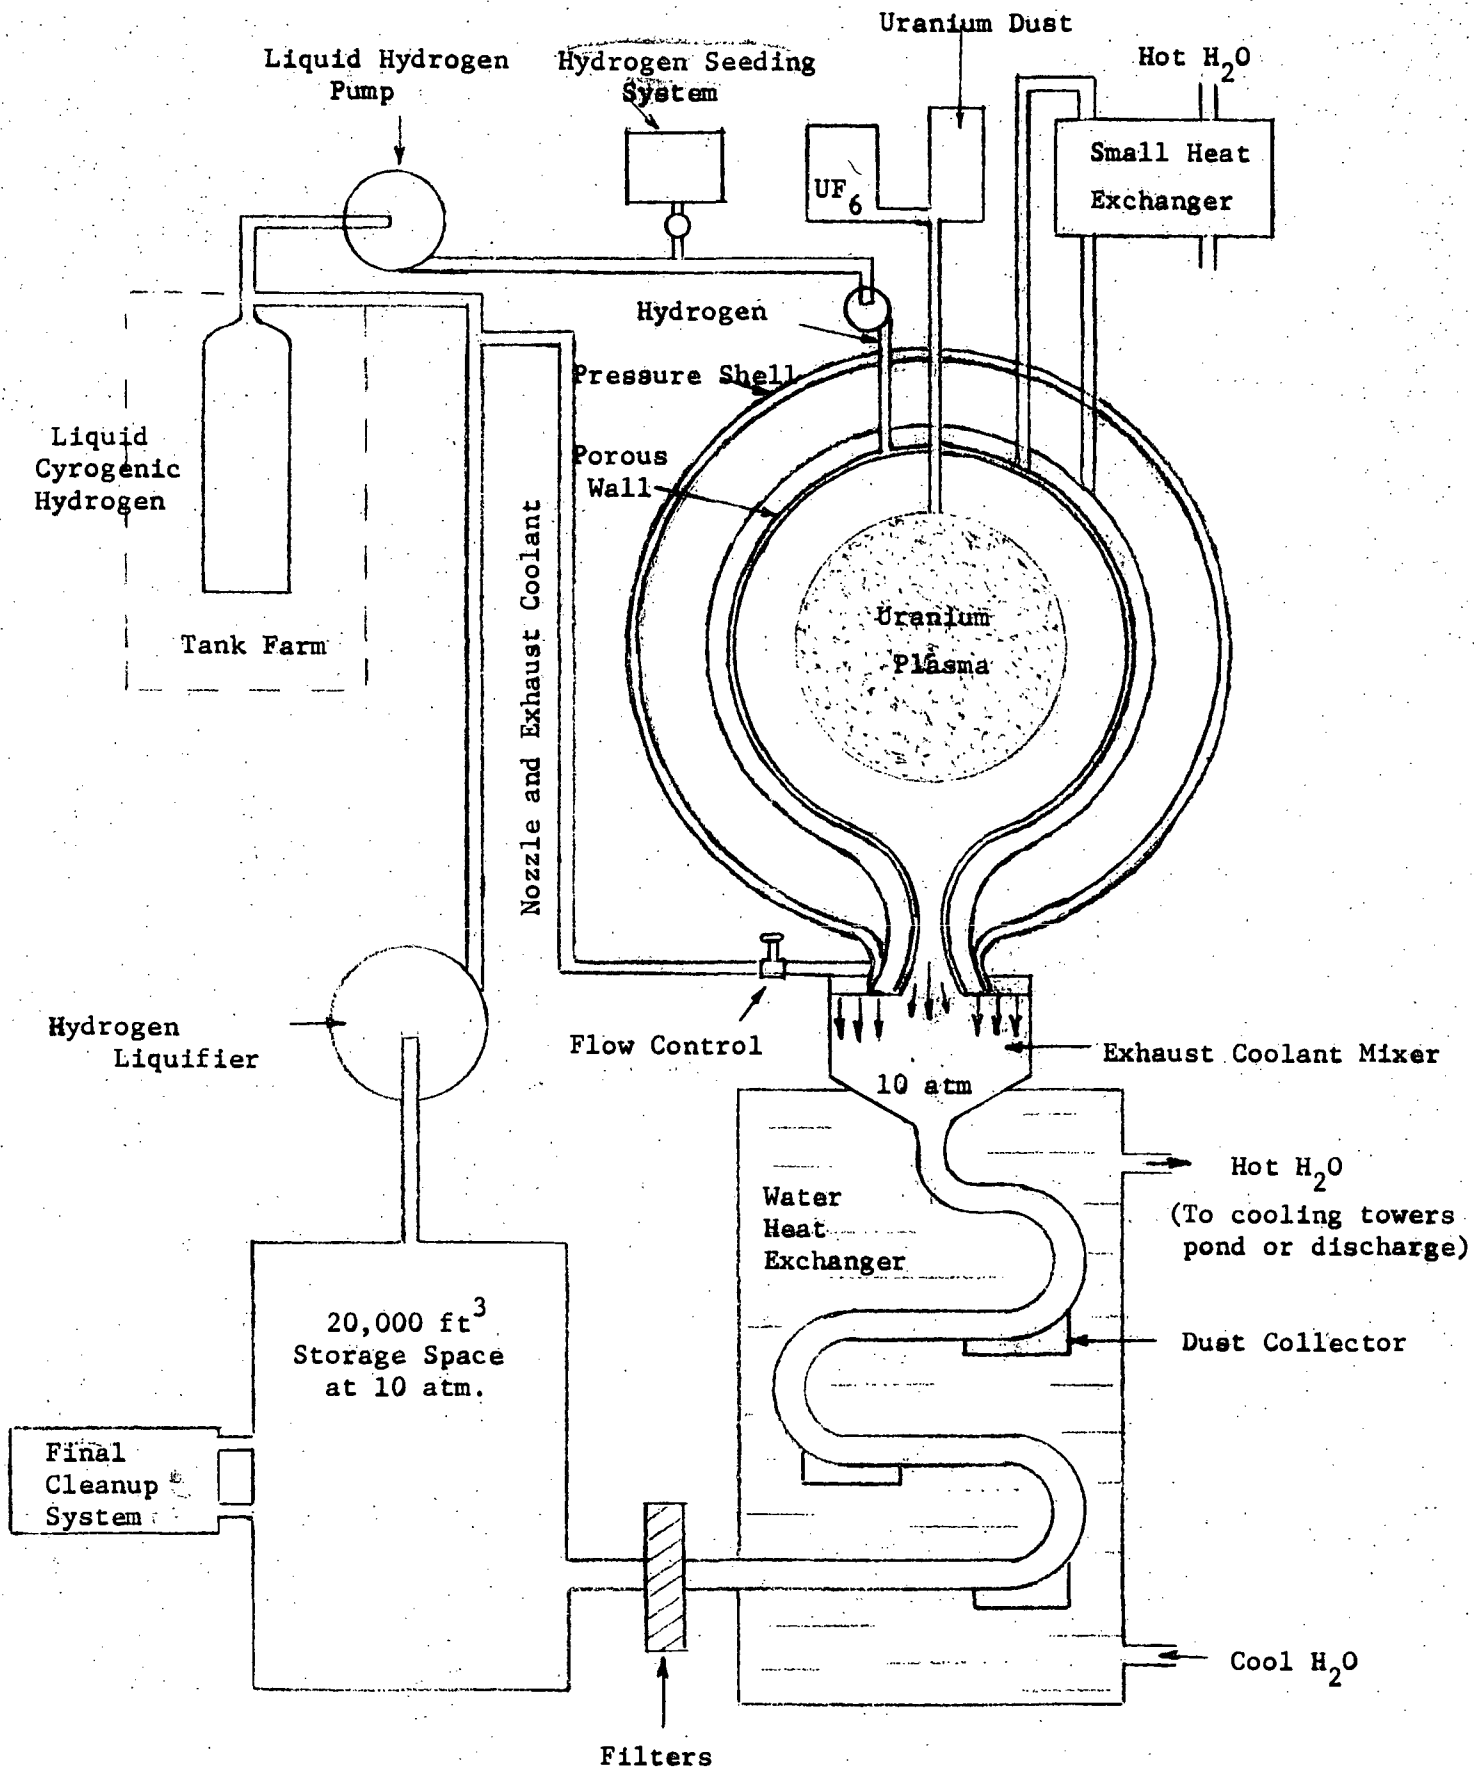 Uranium Dust
Liquid Hydrogen
Pump
Hydrogen Seeding
System
Hot H2O
Small Heat
Exchanger
UF6
Hydrogen
Pressure Shell
Liquid
Cyrogenic
Hydrogen
Porous
Wall
Tank Farm
Nozzle and Exhaust Coolant
Uranium
Plasma
Hydrogen
Liquifier
Flow Control
Exhaust Coolant Mixer
10 atm
Water
Heat
Exchanger
Hot H2O
(To cooling towers
pond or discharge)
20,000 ft3
Storage Space
at 10 atm.
Dust Collector
Final
Cleanup
System
Cool H2O
Filters